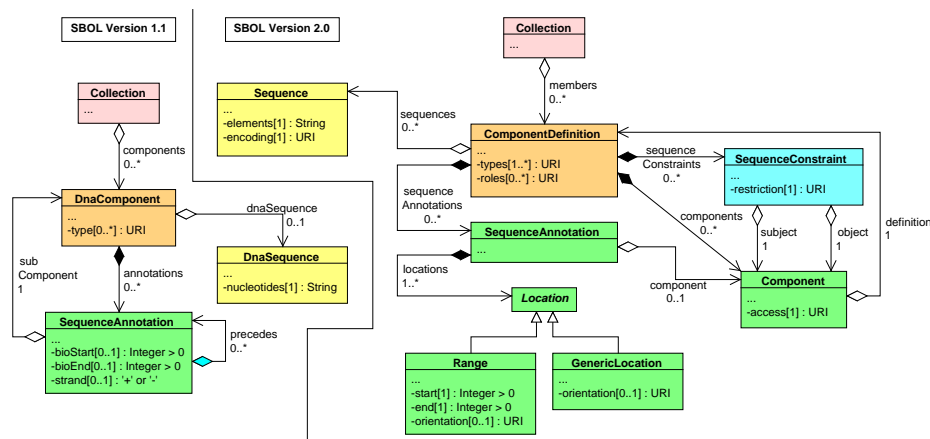 SBOL Version 1.1
SBOL Version 2.0
Collection
...
components
0..*
DnaComponent
...
-type[0..*] : URI
dnaSequence
0..1
DnaSequence
...
-nucleotides[1] : String
sub
Component
1
annotations
0..*
SequenceAnnotation
...
-bioStart[0..1] : Integer > 0
-bioEnd[0..1] : Integer > 0
-strand[0..1] : '+' or '-'
precedes
0..*
Collection
...
members
0..*
Sequence
...
-elements[1] : String
-encoding[1] : URI
sequences
0..*
ComponentDefinition
...
-types[1..*] : URI
-roles[0..*] : URI
sequence
Constraints
0..*
SequenceConstraint
...
-restriction[1] : URI
sequence
Annotations
0..*
components
0..*
subject
1
object
1
definition
1
SequenceAnnotation
...
locations
1..*
component
0..1
Component
...
-access[1] : URI
Location
Range
...
-start[1] : Integer > 0
-end[1] : Integer > 0
-orientation[0..1] : URI
GenericLocation
...
-orientation[0..1] : URI